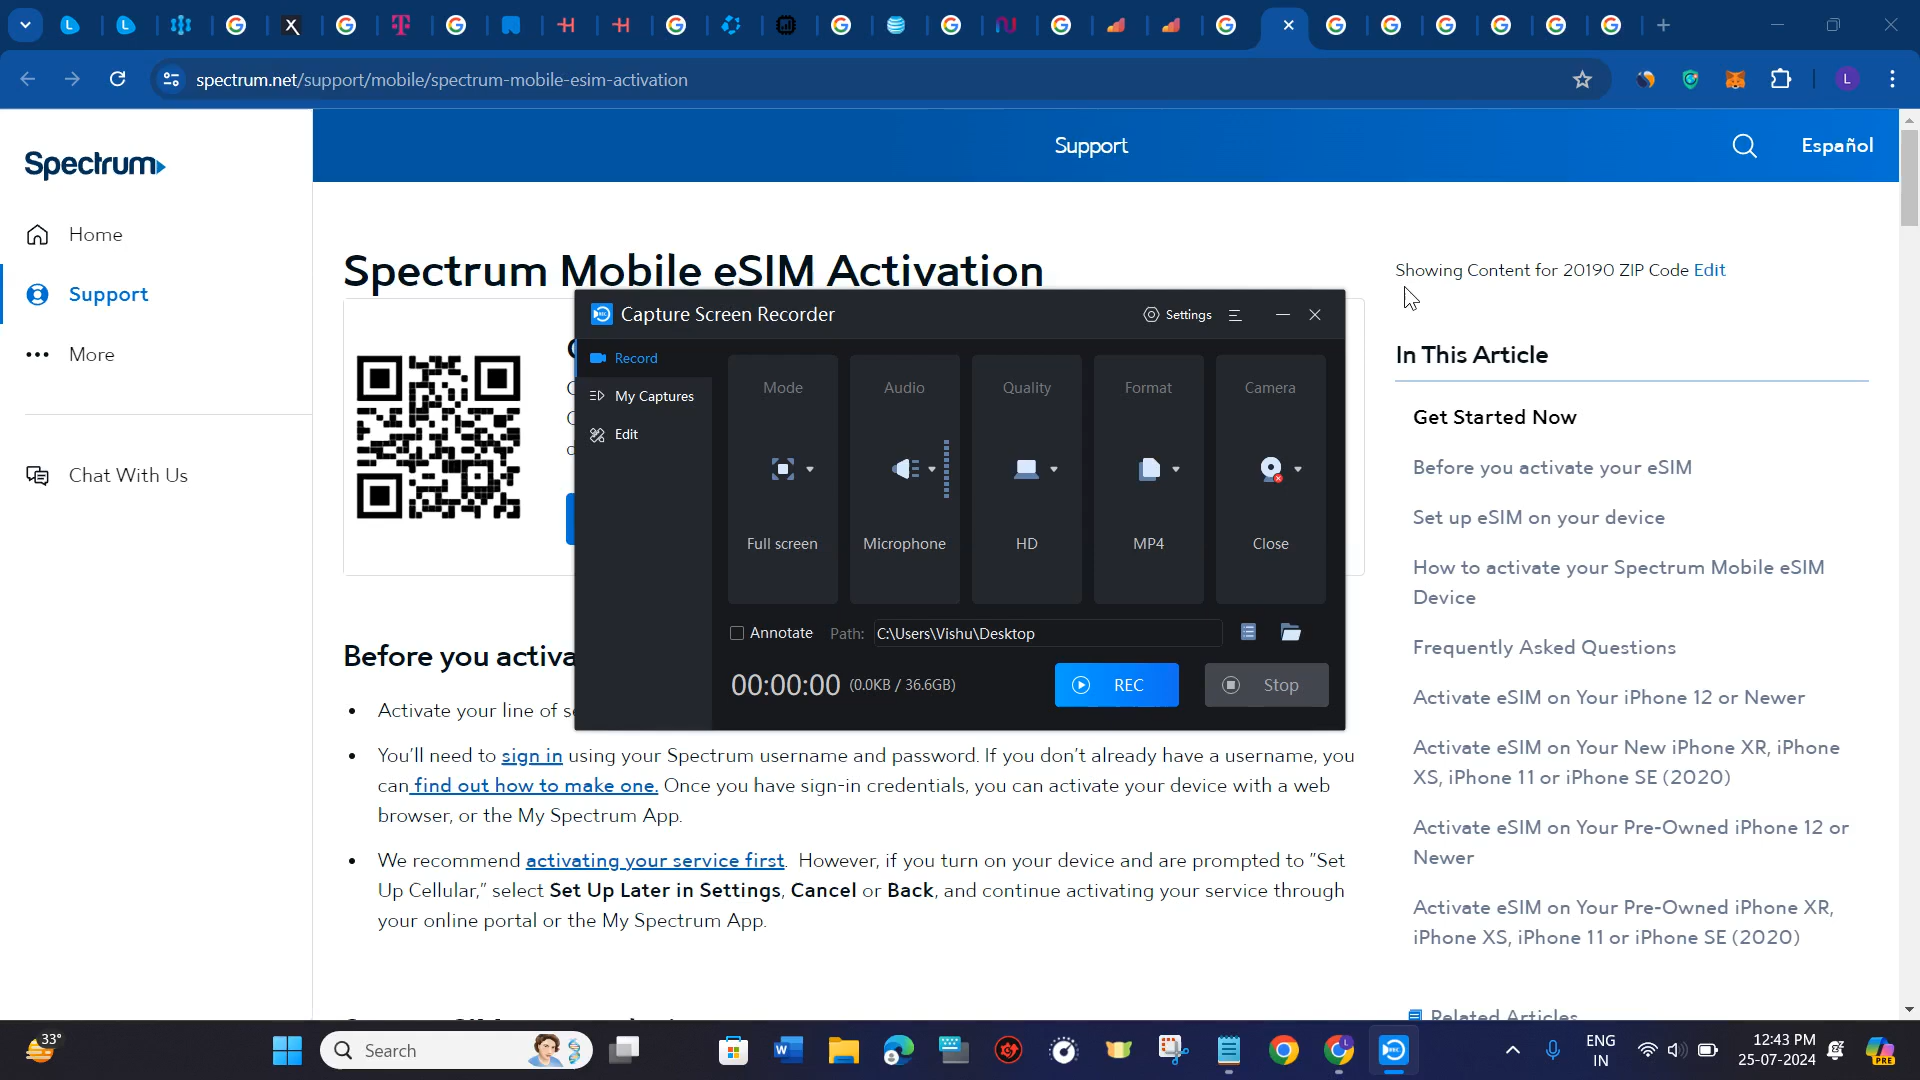 spectrum.net/support/mobile/spectrum-mobile-esim-activation
L
Spectrum
Support
Español
Home
Support
More
Chat With Us
Spectrum Mobile eSIM Activation
Showing Content for 20190 ZIP Code Edit
In This Article
Get Started Now
Before you activate your eSIM
Set up eSIM on your device
How to activate your Spectrum Mobile eSIM
Device
Frequently Asked Questions
Activate eSIM on Your iPhone 12 or Newer
Activate eSIM on Your New iPhone XR, iPhone
XS, iPhone 11 or iPhone SE (2020)
Activate eSIM on Your Pre-Owned iPhone 12 or
Newer
Activate eSIM on Your Pre-Owned iPhone XR,
iPhone XS, iPhone 11 or iPhone SE (2020)
Related Articles
Capture Screen Recorder
Settings
Record
My Captures
Edit
Mode
Audio
Quality
Format
Camera
Full screen
Microphone
HD
MP4
Close
Annotate
Path:
C:\Users\Vishu\Desktop
00:00:00 (0.0KB / 36.6GB)
REC
Stop
Before you activa
Activate your line of se
You'll need to sign in using your Spectrum username and password. If you don't already have a username, you
can find out how to make one. Once you have sign-in credentials, you can activate your device with a web
browser, or the My Spectrum App.
We recommend activating your service first. However, if you turn on your device and are prompted to "Set
Up Cellular," select Set Up Later in Settings, Cancel or Back, and continue activating your service through
your online portal or the My Spectrum App.
33°
Search
ENG
IN
12:43 PM
25-07-2024